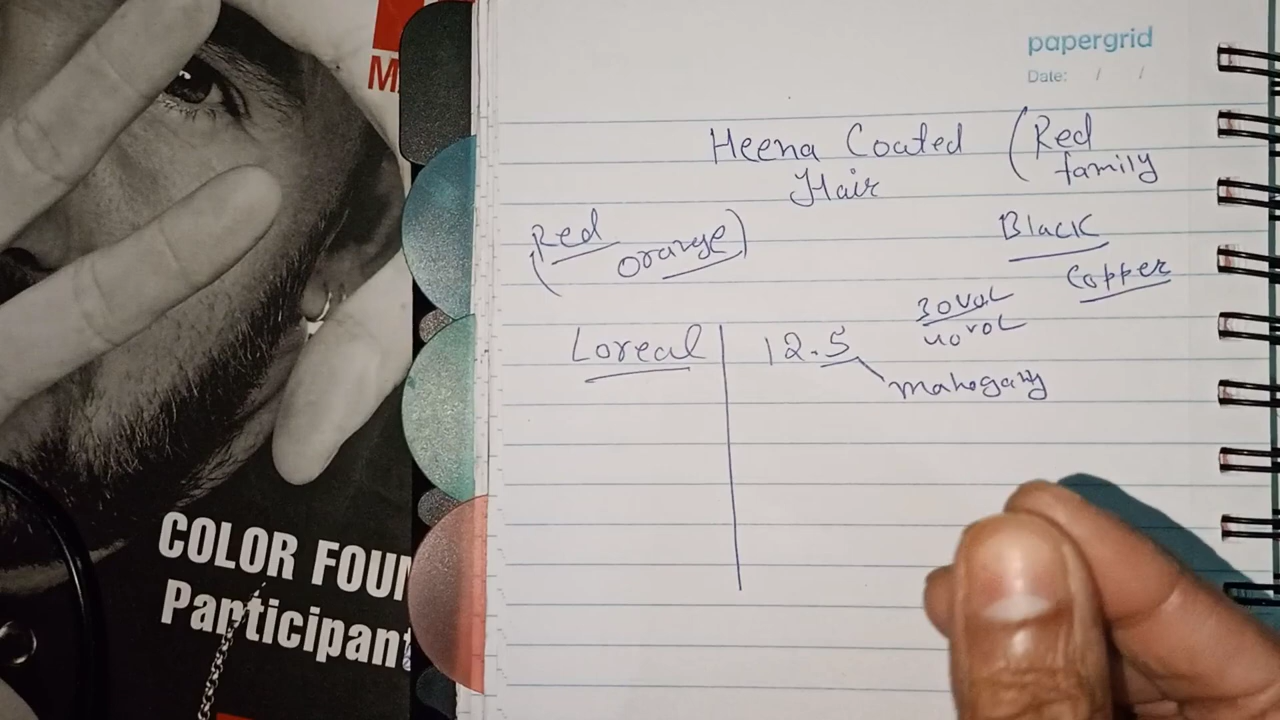 M
COLOR FOUN
Participant
papergrid
Date: / /
Heena Coated (Red
Hair family
(Red orange) Black
Copper
30vol
40vol
Loreal 12.5
mahogany